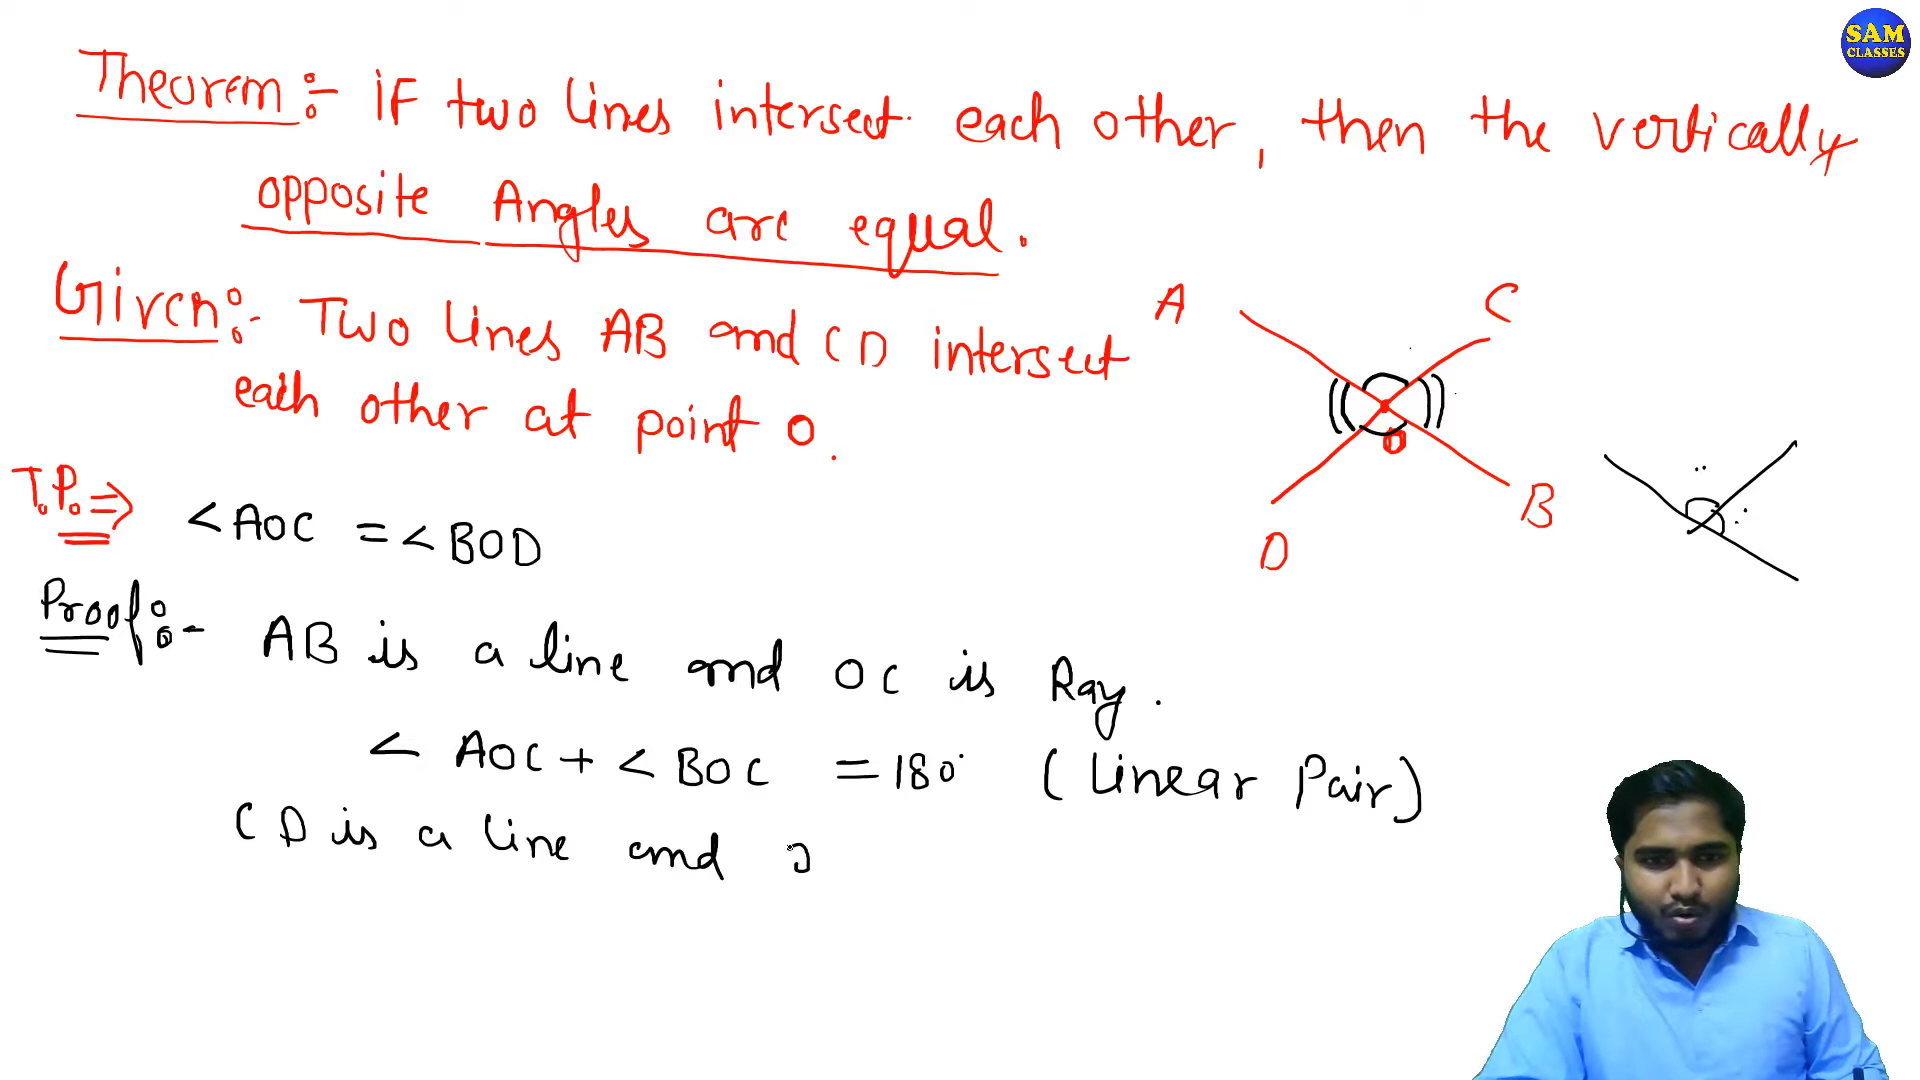 SAM
CLASSES
Theorem:- IF two lines intersect each other, then the vertically
opposite Angles are equal.
Given:- Two lines AB and CD intersect
each other at point O.
A
C
O
B
D
T.P. ⇒ <AOC = <BOD
Proof:- AB is a line and OC is Ray.
< AOC + < BOC = 180° (Linear Pair)
CD is a line and